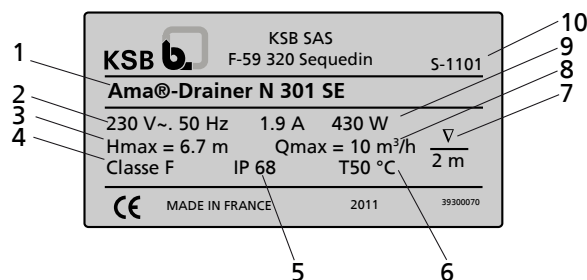 KSB b.
KSB SAS
F-59 320 Sequedin
S-1101
Ama®-Drainer N 301 SE
230 V~. 50 Hz 1.9 A 430 W
Hmax = 6.7 m Qmax = 10 m³/h ∇ 2 m
Classe F IP 68 T50 °C
CE MADE IN FRANCE 2011 39300070
1
2
3
4
5
6
7
8
9
10